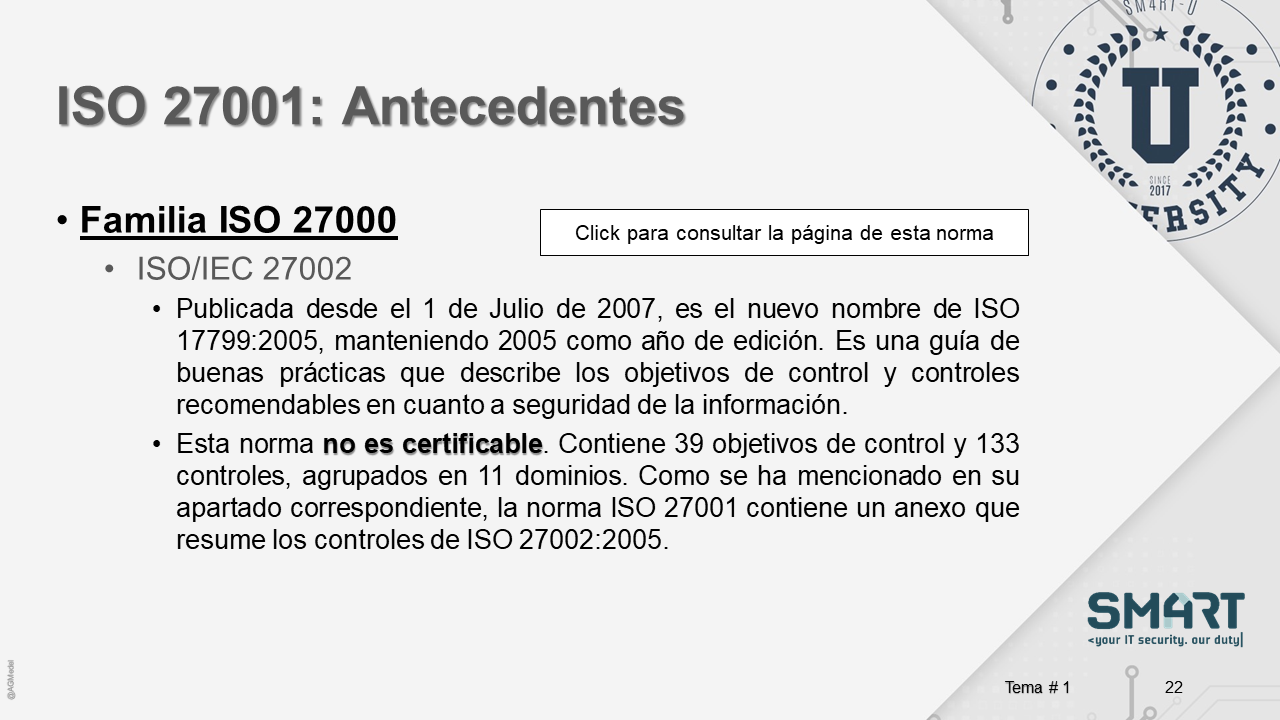 SM4RT-U
ISO 27001: Antecedentes
U
SINCE
2017
ERSITY
• Familia ISO 27000
Click para consultar la página de esta norma
• ISO/IEC 27002
• Publicada desde el 1 de Julio de 2007, es el nuevo nombre de ISO
17799:2005, manteniendo 2005 como año de edición. Es una guía de
buenas prácticas que describe los objetivos de control y controles
recomendables en cuanto a seguridad de la información.
• Esta norma no es certificable. Contiene 39 objetivos de control y 133
controles, agrupados en 11 dominios. Como se ha mencionado en su
apartado correspondiente, la norma ISO 27001 contiene un anexo que
resume los controles de ISO 27002:2005.
SM4RT
<your IT security. our duty|
@AGMedel
Tema # 1
22